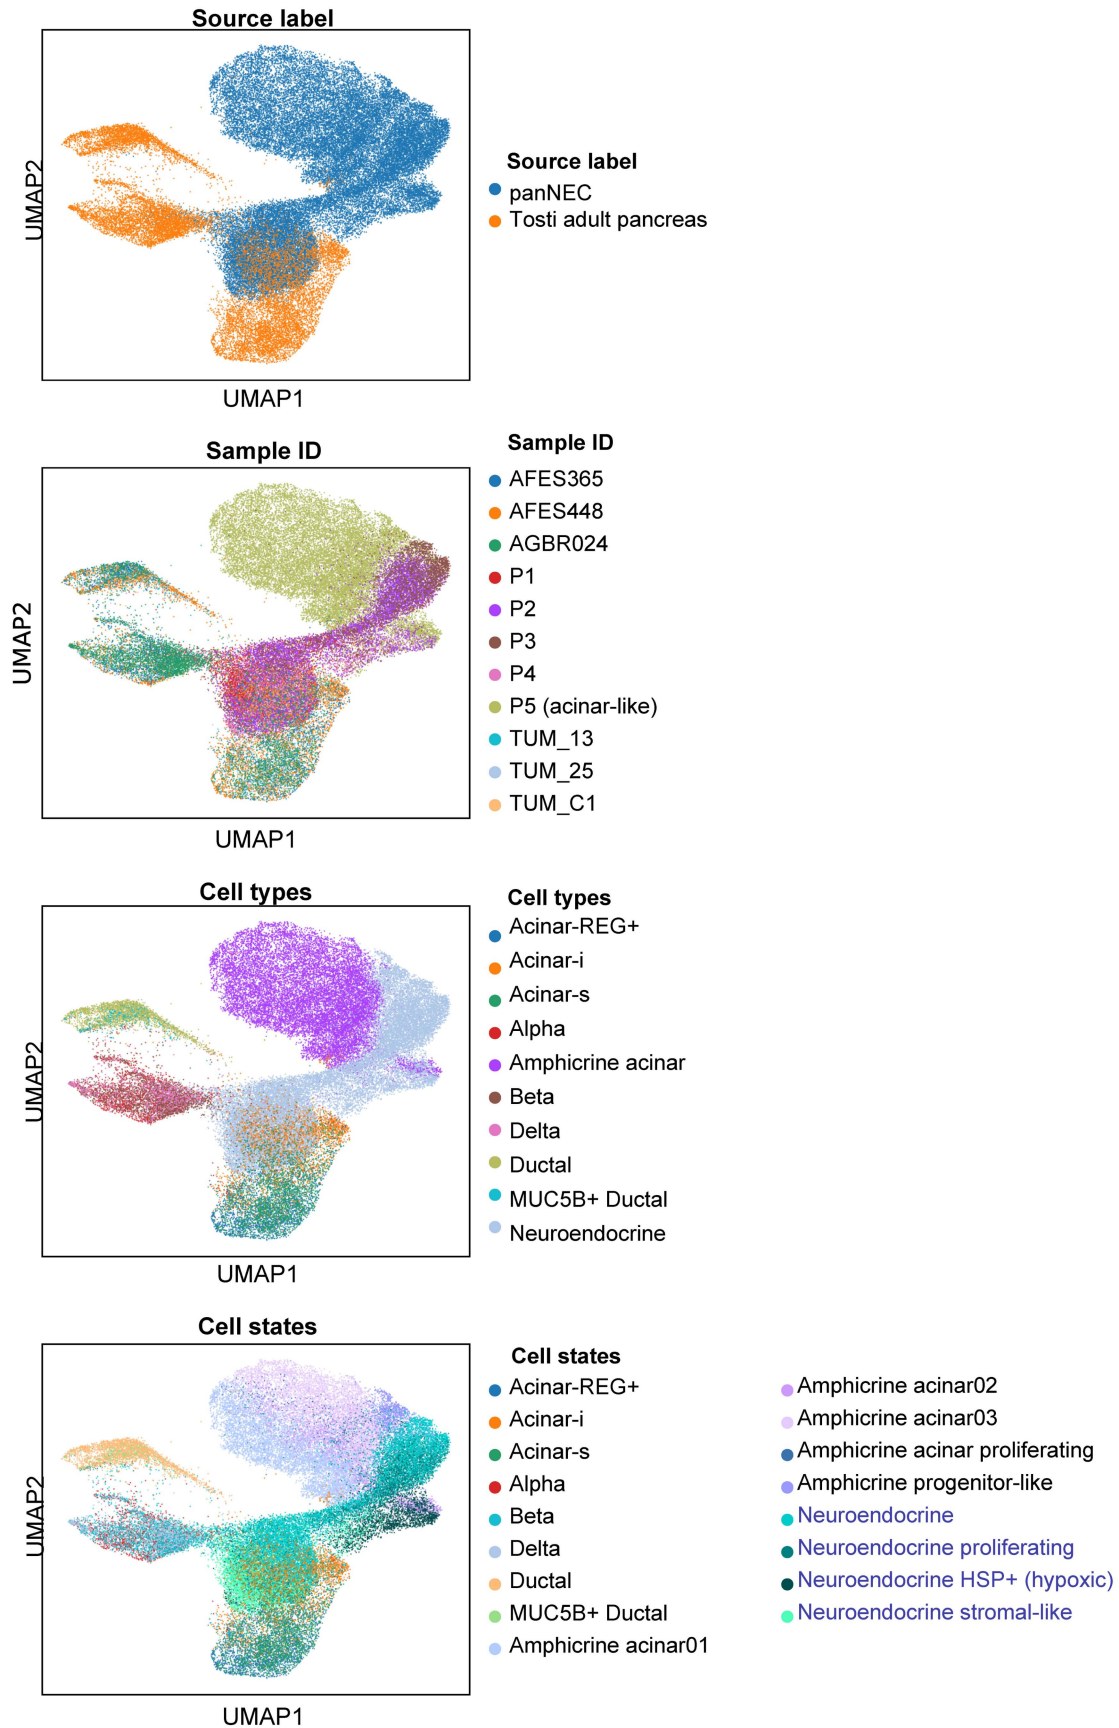 Source label
UMAP2
UMAP1
Source label
panNEC
Tosti adult pancreas
Sample ID
UMAP2
UMAP1
Sample ID
AFES365
AFES448
AGBR024
P1
P2
P3
P4
P5 (acinar-like)
TUM_13
TUM_25
TUM_C1
Cell types
UMAP2
UMAP1
Cell types
Acinar-REG+
Acinar-i
Acinar-s
Alpha
Amphicrine acinar
Beta
Delta
Ductal
MUC5B+ Ductal
Neuroendocrine
Cell states
UMAP2
UMAP1
Cell states
Acinar-REG+
Acinar-i
Acinar-s
Alpha
Beta
Delta
Ductal
MUC5B+ Ductal
Amphicrine acinar01
Amphicrine acinar02
Amphicrine acinar03
Amphicrine acinar proliferating
Amphicrine progenitor-like
Neuroendocrine
Neuroendocrine proliferating
Neuroendocrine HSP+ (hypoxic)
Neuroendocrine stromal-like